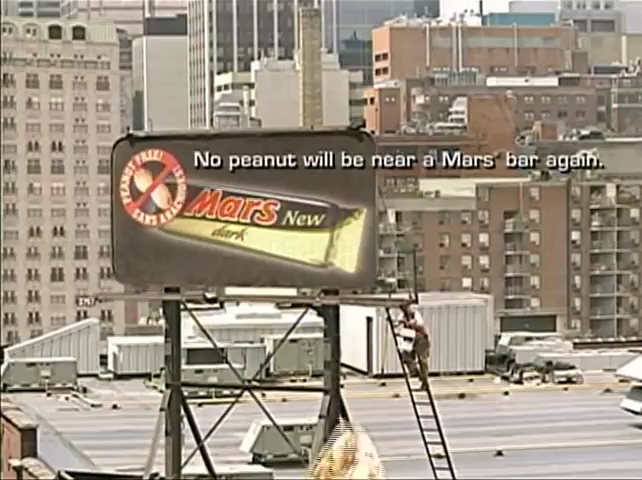 No peanut will be near a Mars® bar again.
PEANUT FREE!
SANS ARACHIDES
Mars New
dark